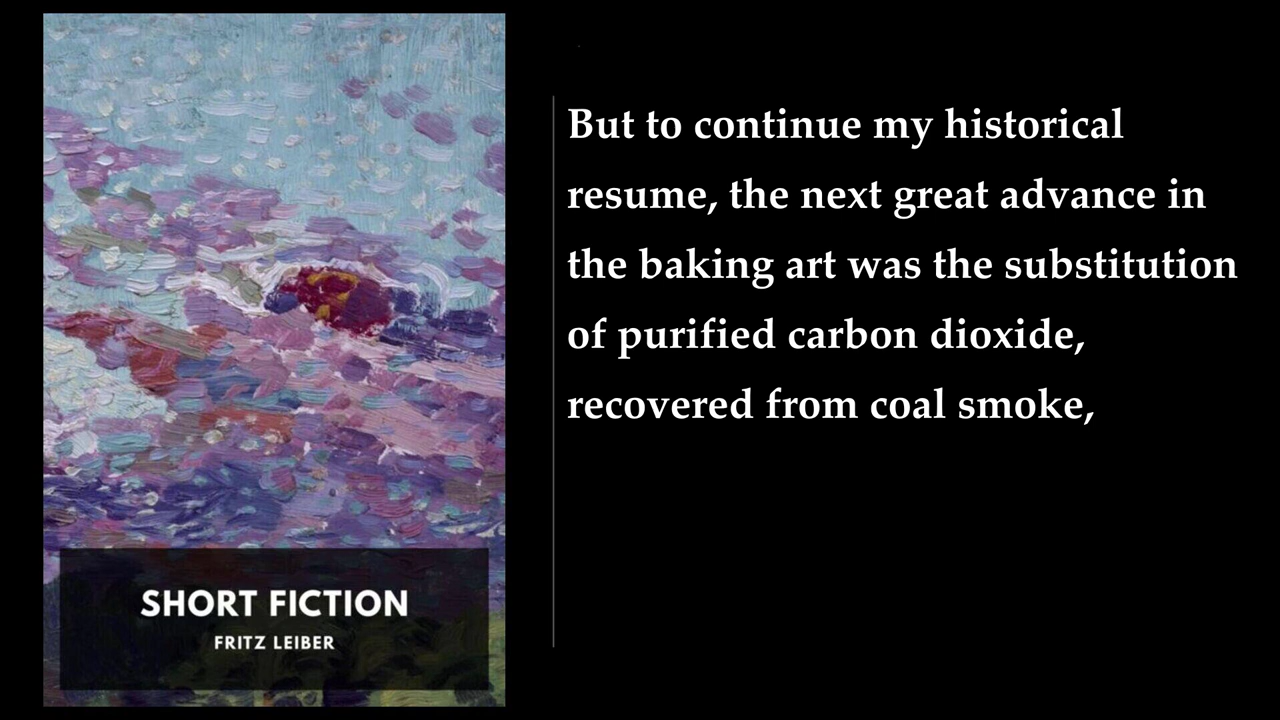 But to continue my historical
resume, the next great advance in
the baking art was the substitution
of purified carbon dioxide,
recovered from coal smoke,
SHORT FICTION
FRITZ LEIBER